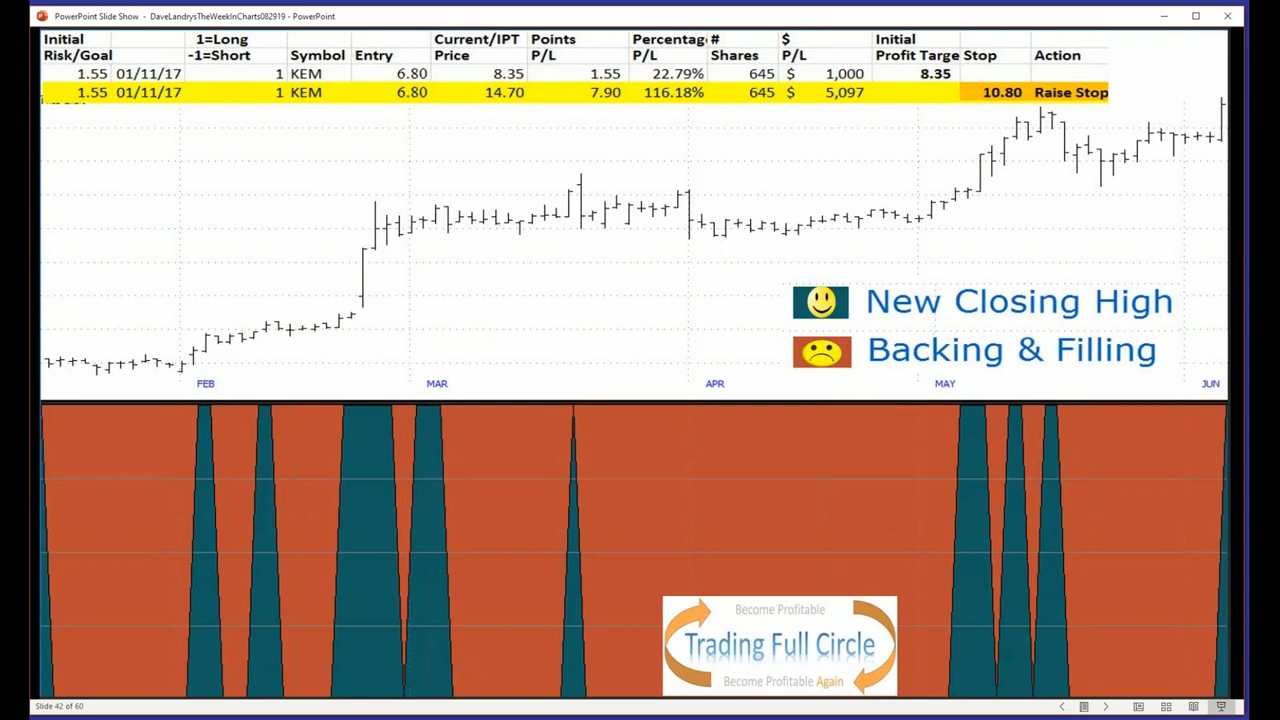 PowerPoint Slide Show - DaveLandrysTheWeekInCharts082919 - PowerPoint
Initial 1=Long Current/IPT Points Percentag # $ Initial
Risk/Goal -1=Short Symbol Entry Price P/L P/L Shares P/L Profit Targe Stop Action
1.55 01/11/17 1 KEM 6.80 8.35 1.55 22.79% 645 $ 1,000 8.35
1.55 01/11/17 1 KEM 6.80 14.70 7.90 116.18% 645 $ 5,097 10.80 Raise Stop
New Closing High
Backing & Filling
FEB MAR APR MAY JUN
Become Profitable
Trading Full Circle
Become Profitable Again
Slide 42 of 60